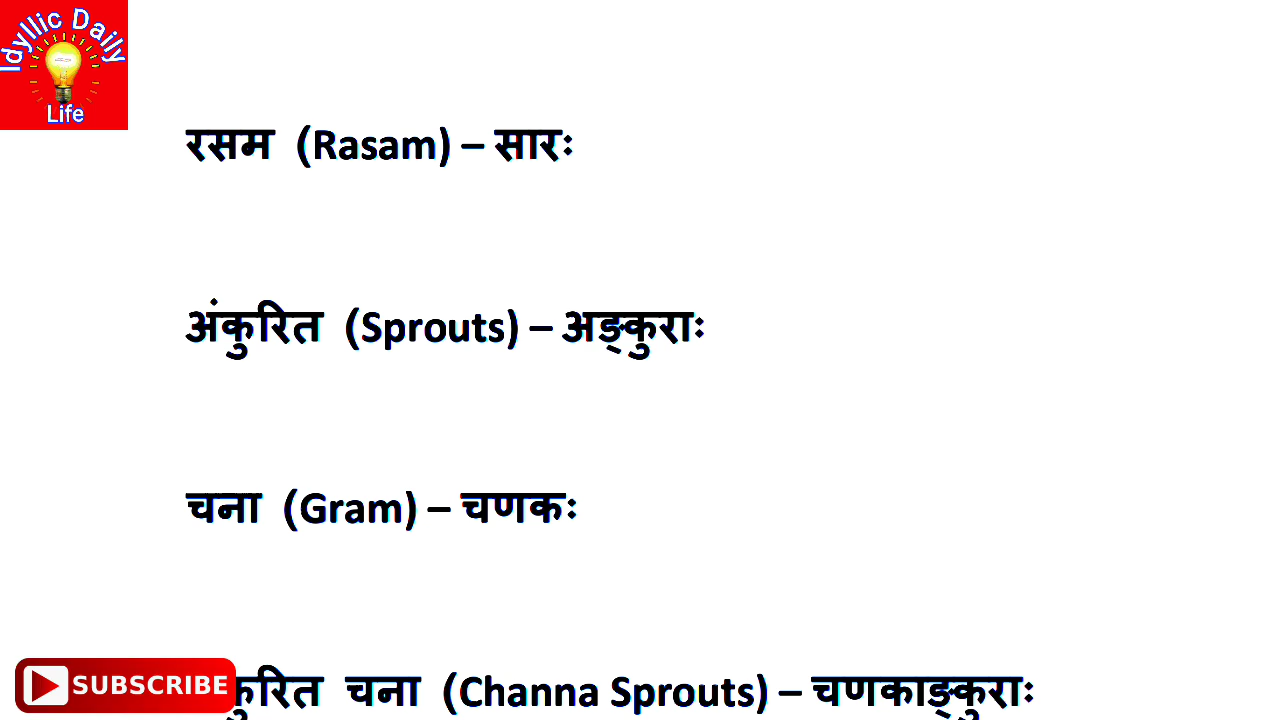 Idyllic Daily
Life
रसम (Rasam) – सारः
अंकुरित (Sprouts) – अङ्कुराः
चना (Gram) – चणकः
चना (Channa Sprouts) – चणकाङ्कुराः
SUBSCRIBE